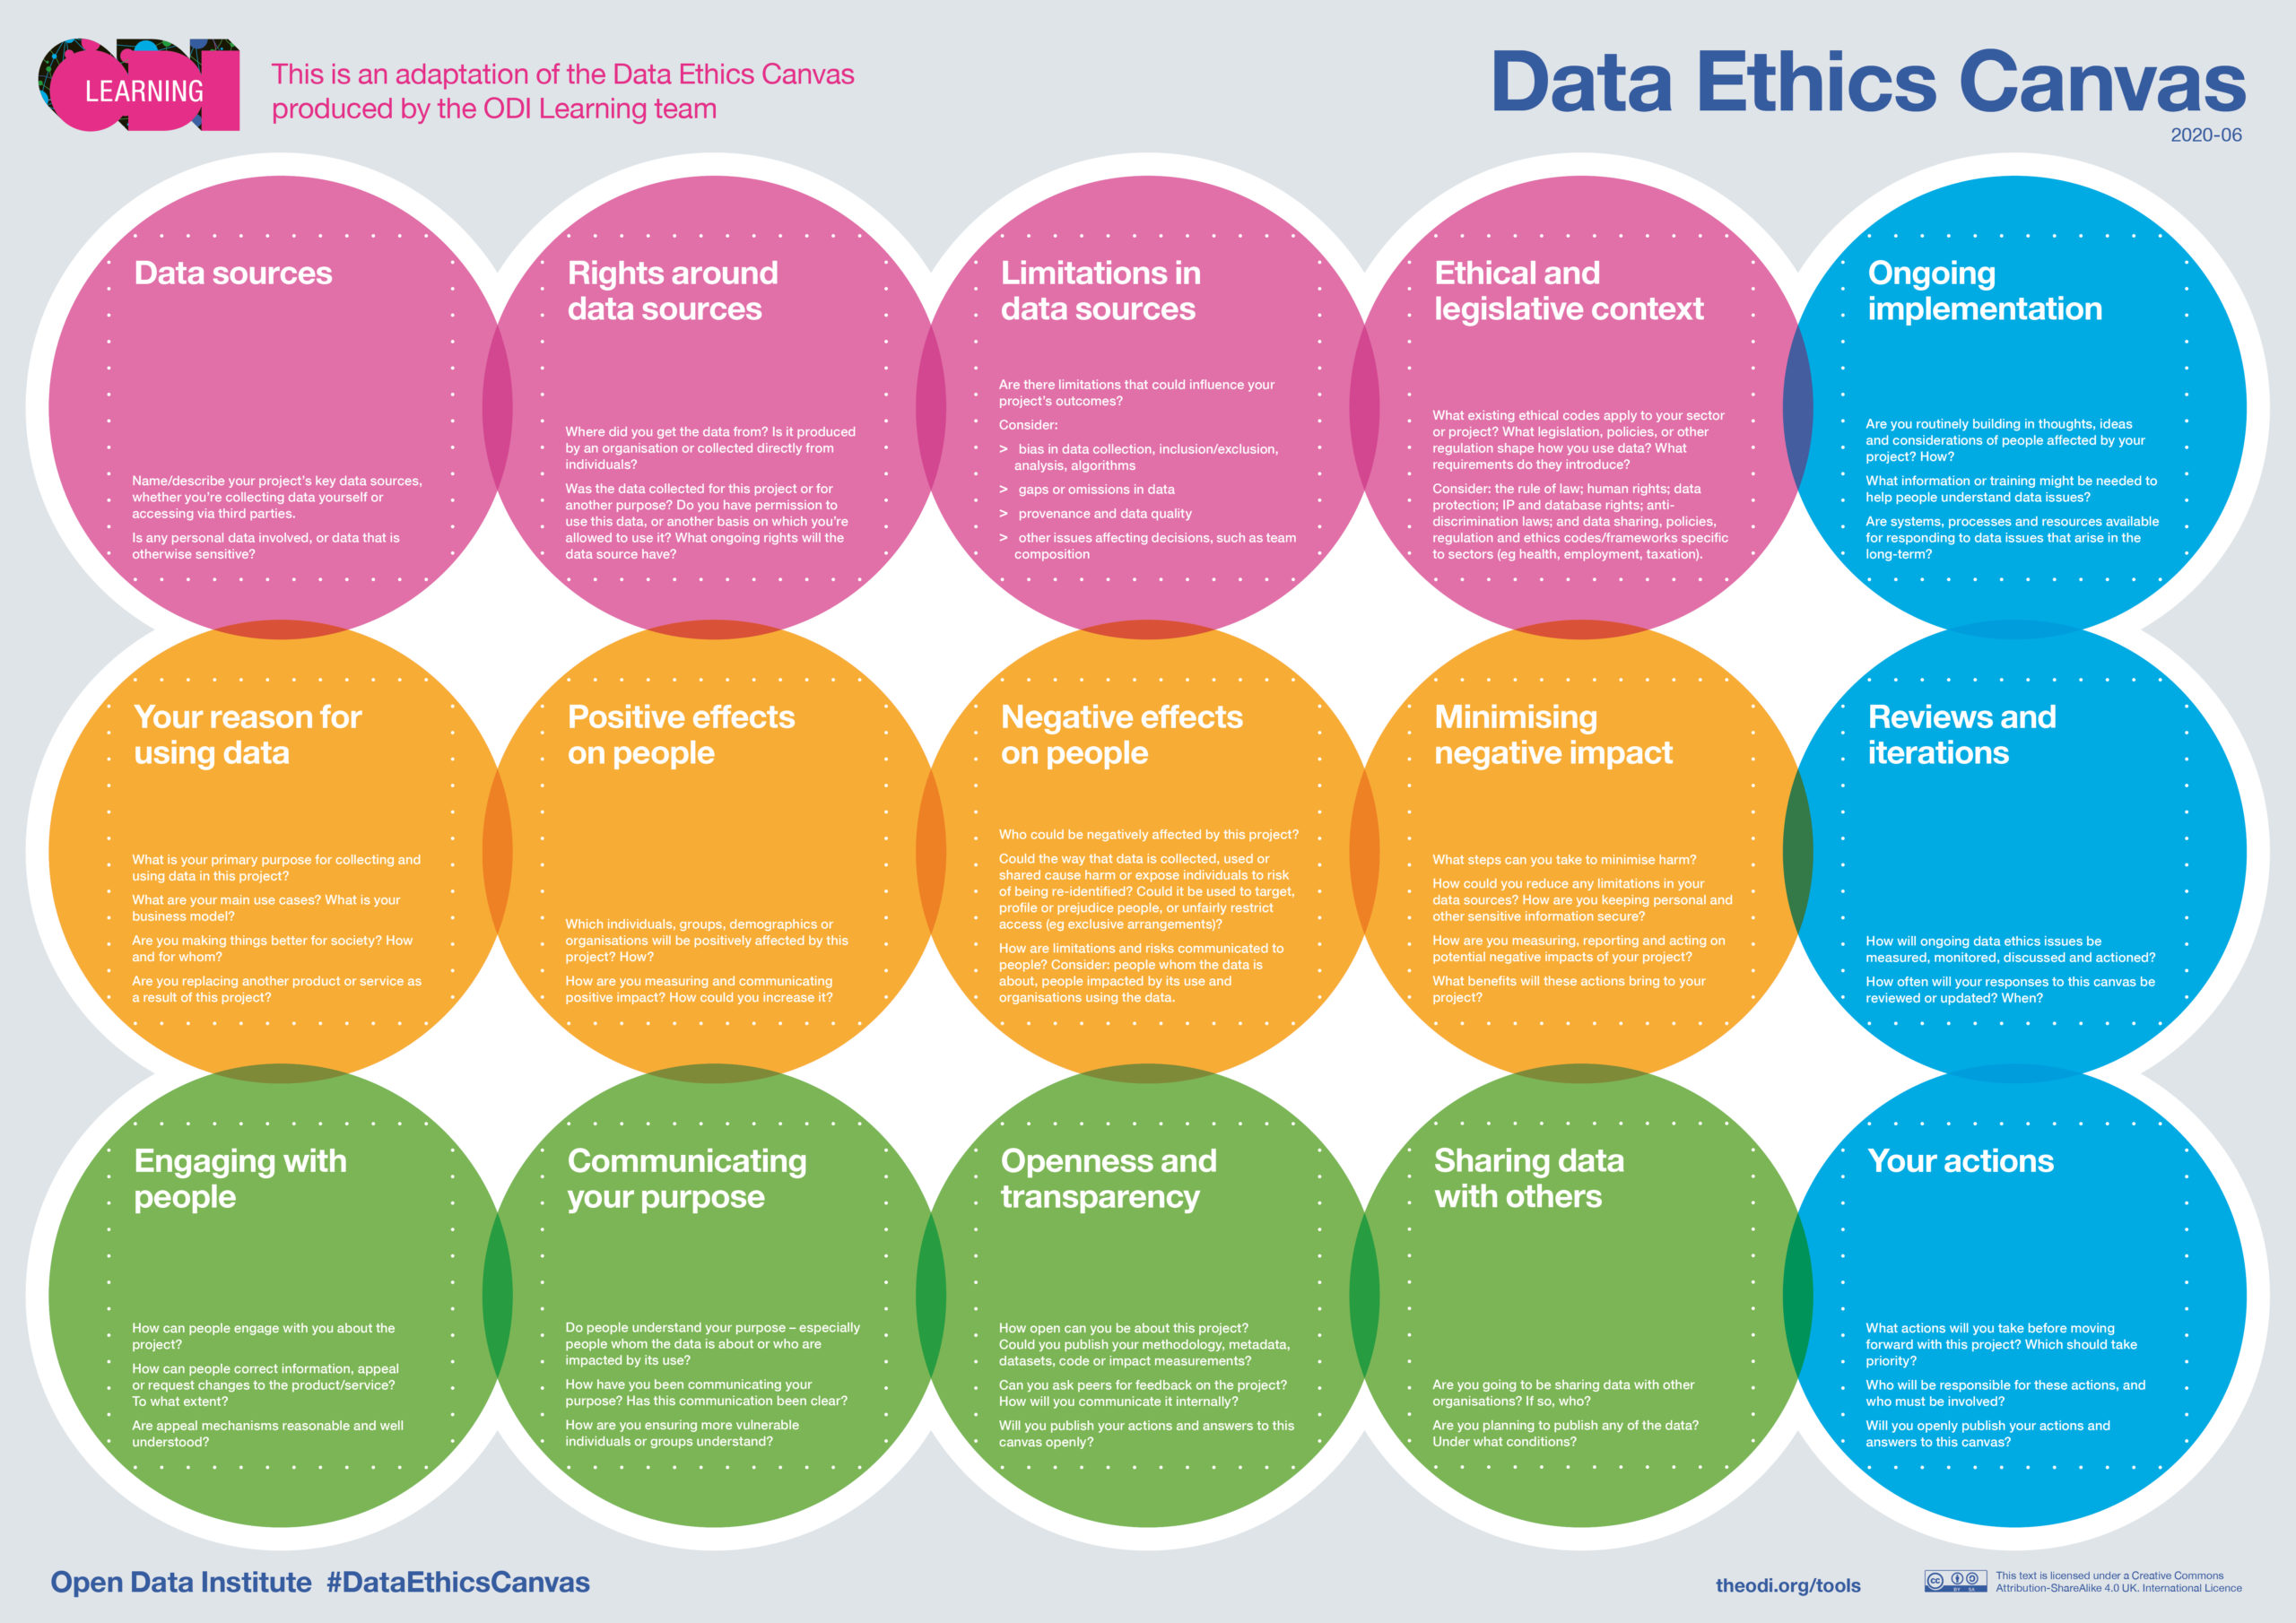 LEARNING
This is an adaptation of the Data Ethics Canvas
produced by the ODI Learning team
Data Ethics Canvas
2020-06
Data sources
Name/describe your project's key data sources,
whether you're collecting data yourself or
accessing via third parties.
Is any personal data involved, or data that is
otherwise sensitive?
Rights around
data sources
Where did you get the data from? Is it produced
by an organisation or collected directly from
individuals?
Was the data collected for this project or for
another purpose? Do you have permission to
use this data, or another basis on which you're
allowed to use it? What ongoing rights will the
data source have?
Limitations in
data sources
Are there limitations that could influence your
project's outcomes?
Consider:
> bias in data collection, inclusion/exclusion,
analysis, algorithms
> gaps or omissions in data
> provenance and data quality
> other issues affecting decisions, such as team
composition
Ethical and
legislative context
What existing ethical codes apply to your sector
or project? What legislation, policies, or other
regulation shape how you use data? What
requirements do they introduce?
Consider: the rule of law; human rights; data
protection; IP and database rights; anti-
discrimination laws; and data sharing, policies,
regulation and ethics codes/frameworks specific
to sectors (eg health, employment, taxation).
Ongoing
implementation
Are you routinely building in thoughts, ideas
and considerations of people affected by your
project? How?
What information or training might be needed to
help people understand data issues?
Are systems, processes and resources available
for responding to data issues that arise in the
long-term?
Your reason for
using data
What is your primary purpose for collecting and
using data in this project?
What are your main use cases? What is your
business model?
Are you making things better for society? How
and for whom?
Are you replacing another product or service as
a result of this project?
Positive effects
on people
Which individuals, groups, demographics or
organisations will be positively affected by this
project? How?
How are you measuring and communicating
positive impact? How could you increase it?
Negative effects
on people
Who could be negatively affected by this project?
Could the way that data is collected, used or
shared cause harm or expose individuals to risk
of being re-identified? Could it be used to target,
profile or prejudice people, or unfairly restrict
access (eg exclusive arrangements)?
How are limitations and risks communicated to
people? Consider: people whom the data is
about, people impacted by its use and
organisations using the data.
Minimising
negative impact
What steps can you take to minimise harm?
How could you reduce any limitations in your
data sources? How are you keeping personal and
other sensitive information secure?
How are you measuring, reporting and acting on
potential negative impacts of your project?
What benefits will these actions bring to your
project?
Reviews and
iterations
How will ongoing data ethics issues be
measured, monitored, discussed and actioned?
How often will your responses to this canvas be
reviewed or updated? When?
Engaging with
people
How can people engage with you about the
project?
How can people correct information, appeal
or request changes to the product/service?
To what extent?
Are appeal mechanisms reasonable and well
understood?
Communicating
your purpose
Do people understand your purpose – especially
people whom the data is about or who are
impacted by its use?
How have you been communicating your
purpose? Has this communication been clear?
How are you ensuring more vulnerable
individuals or groups understand?
Openness and
transparency
How open can you be about this project?
Could you publish your methodology, metadata,
datasets, code or impact measurements?
Can you ask peers for feedback on the project?
How will you communicate it internally?
Will you publish your actions and answers to this
canvas openly?
Sharing data
with others
Are you going to be sharing data with other
organisations? If so, who?
Are you planning to publish any of the data?
Under what conditions?
Your actions
What actions will you take before moving
forward with this project? Which should take
priority?
Who will be responsible for these actions, and
who must be involved?
Will you openly publish your actions and
answers to this canvas?
Open Data Institute #DataEthicsCanvas
theodi.org/tools
cc BY SA
This text is licensed under a Creative Commons
Attribution-ShareAlike 4.0 UK. International Licence